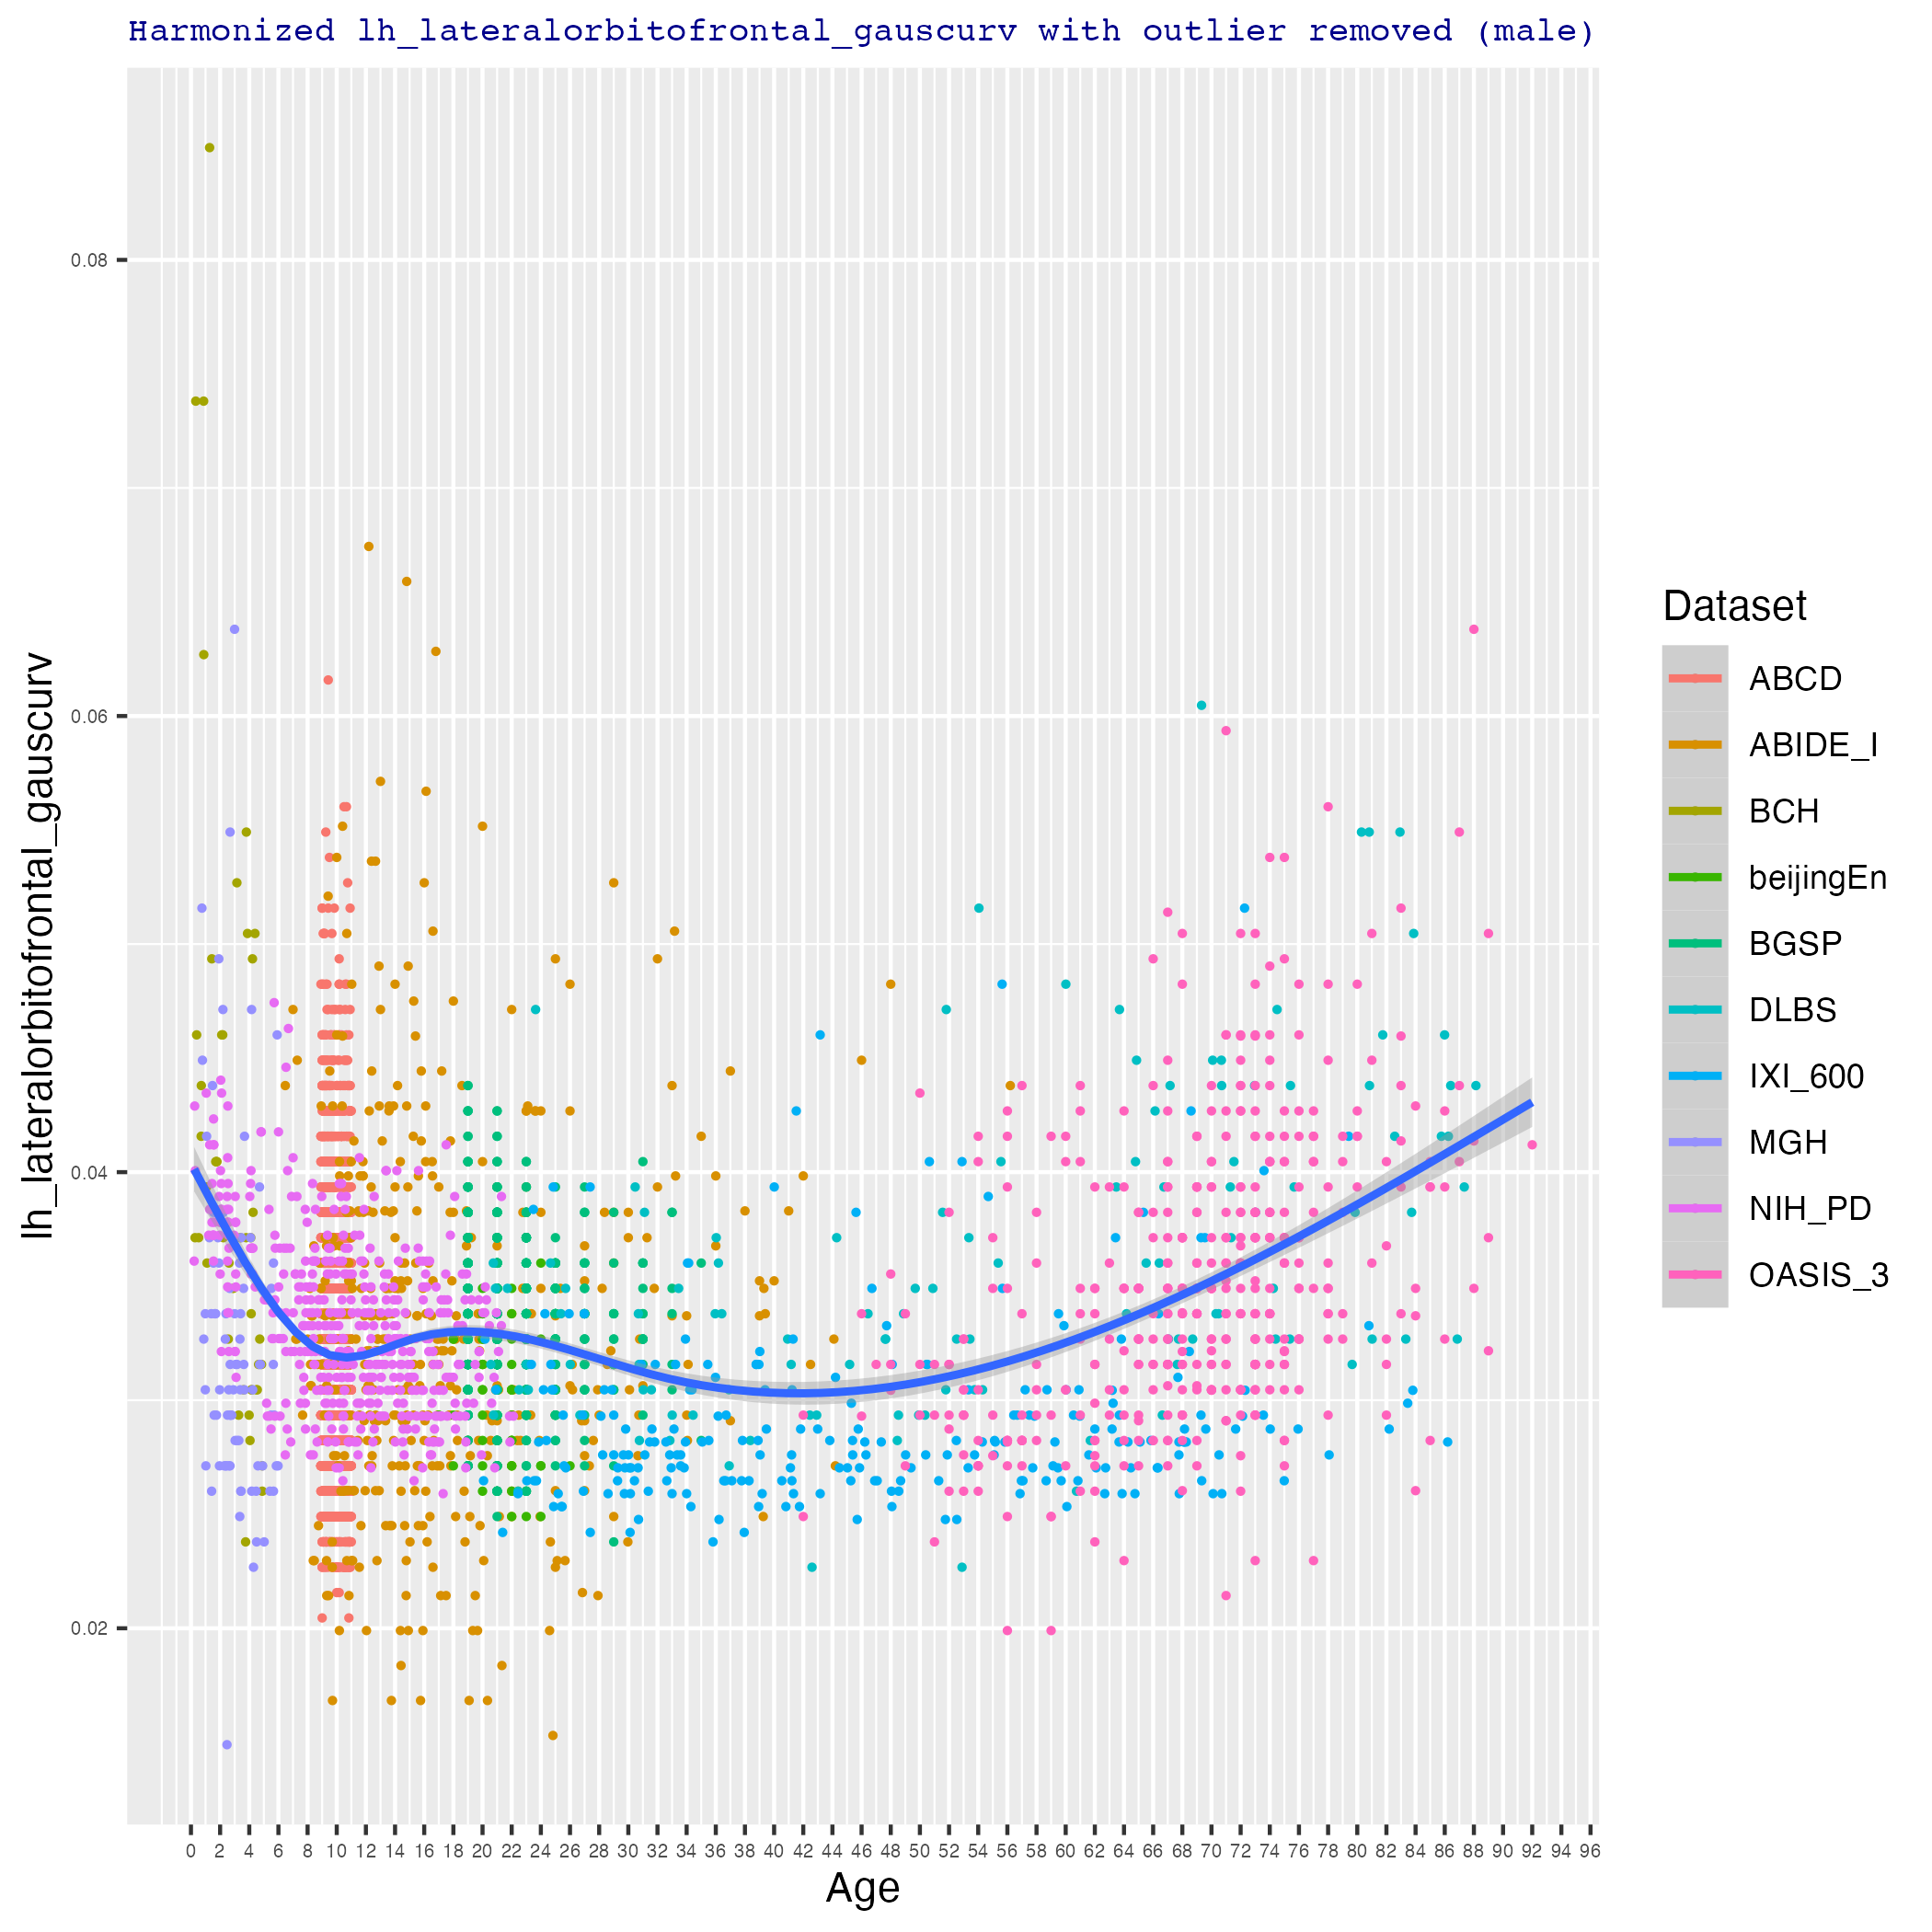 Harmonized lh_lateralorbitofrontal_gauscurv with outlier removed (male)
lh_lateralorbitofrontal_gauscurv
0.08
0.06
0.04
0.02
0 2 4 6 8 10 12 14 16 18 20 22 24 26 28 30 32 34 36 38 40 42 44 46 48 50 52 54 56 58 60 62 64 66 68 70 72 74 76 78 80 82 84 86 88 90 92 94 96
Age
Dataset
ABCD
ABIDE_I
BCH
beijingEn
BGSP
DLBS
IXI_600
MGH
NIH_PD
OASIS_3